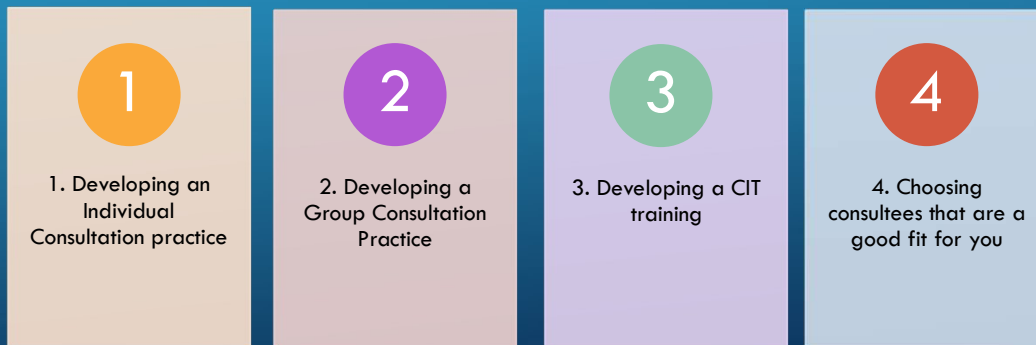 1
1. Developing an
Individual
Consultation practice
2
2. Developing a
Group Consultation
Practice
3
3. Developing a CIT
training
4
4. Choosing
consultees that are a
good fit for you